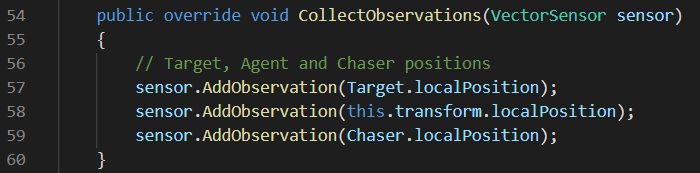 54 public override void CollectObservations(VectorSensor sensor)
55 {
56 // Target, Agent and Chaser positions
57 sensor.AddObservation(Target.localPosition);
58 sensor.AddObservation(this.transform.localPosition);
59 sensor.AddObservation(Chaser.localPosition);
60 }